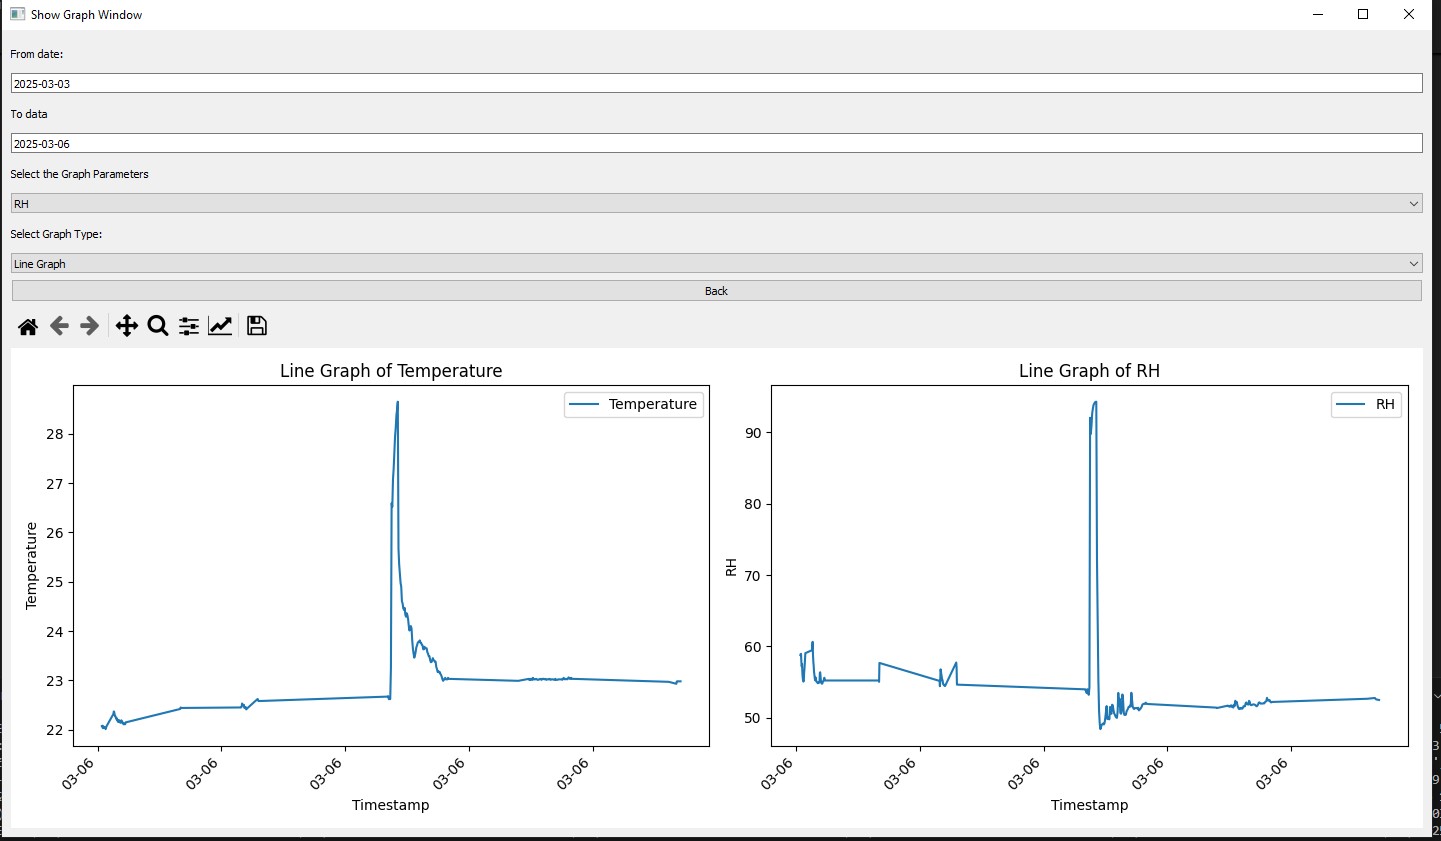 Show Graph Window
From date:
2025-03-03
To data
2025-03-06
Select the Graph Parameters
RH
Select Graph Type:
Line Graph
Back
Line Graph of Temperature
Temperature
28
27
26
25
24
23
22
Temperature
03-06
03-06
03-06
03-06
03-06
Timestamp
Line Graph of RH
RH
90
80
70
60
50
RH
03-06
03-06
03-06
03-06
03-06
Timestamp